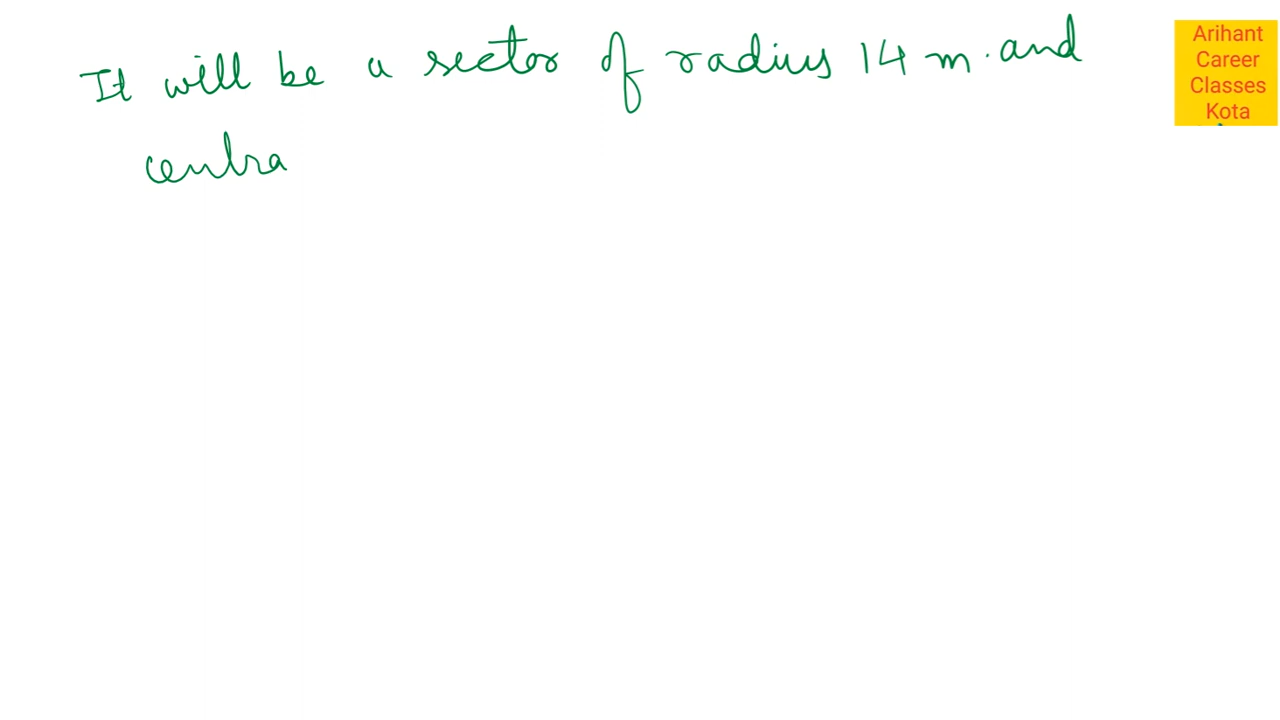 It will be a sector of radius 14 m. and
centra
Arihant
Career
Classes
Kota